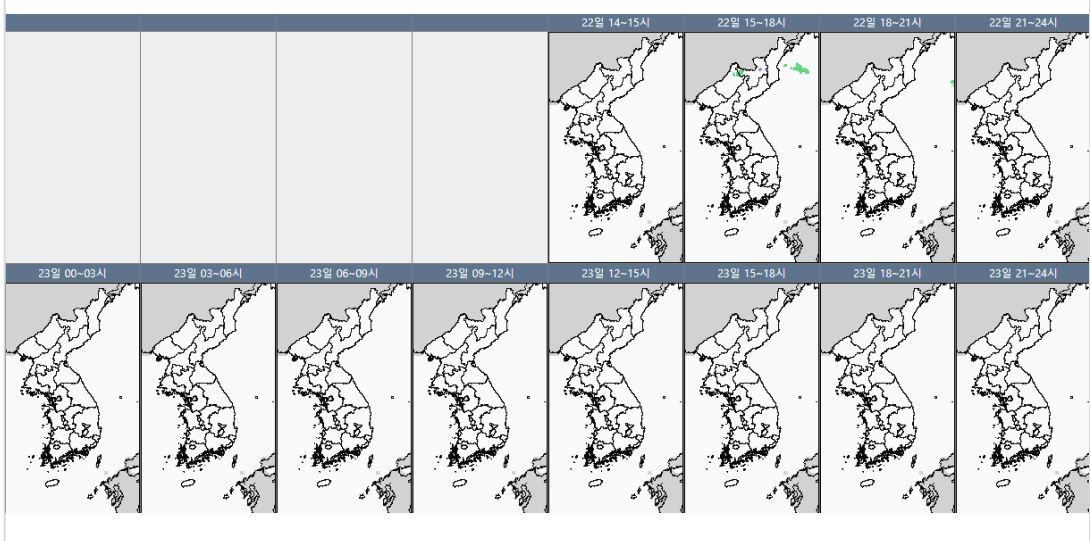 22일 14~15시
22일 15~18시
22일 18~21시
22일 21~24시
23일 00~03시
23일 03~06시
23일 06~09시
23일 09~12시
23일 12~15시
23일 15~18시
23일 18~21시
23일 21~24시